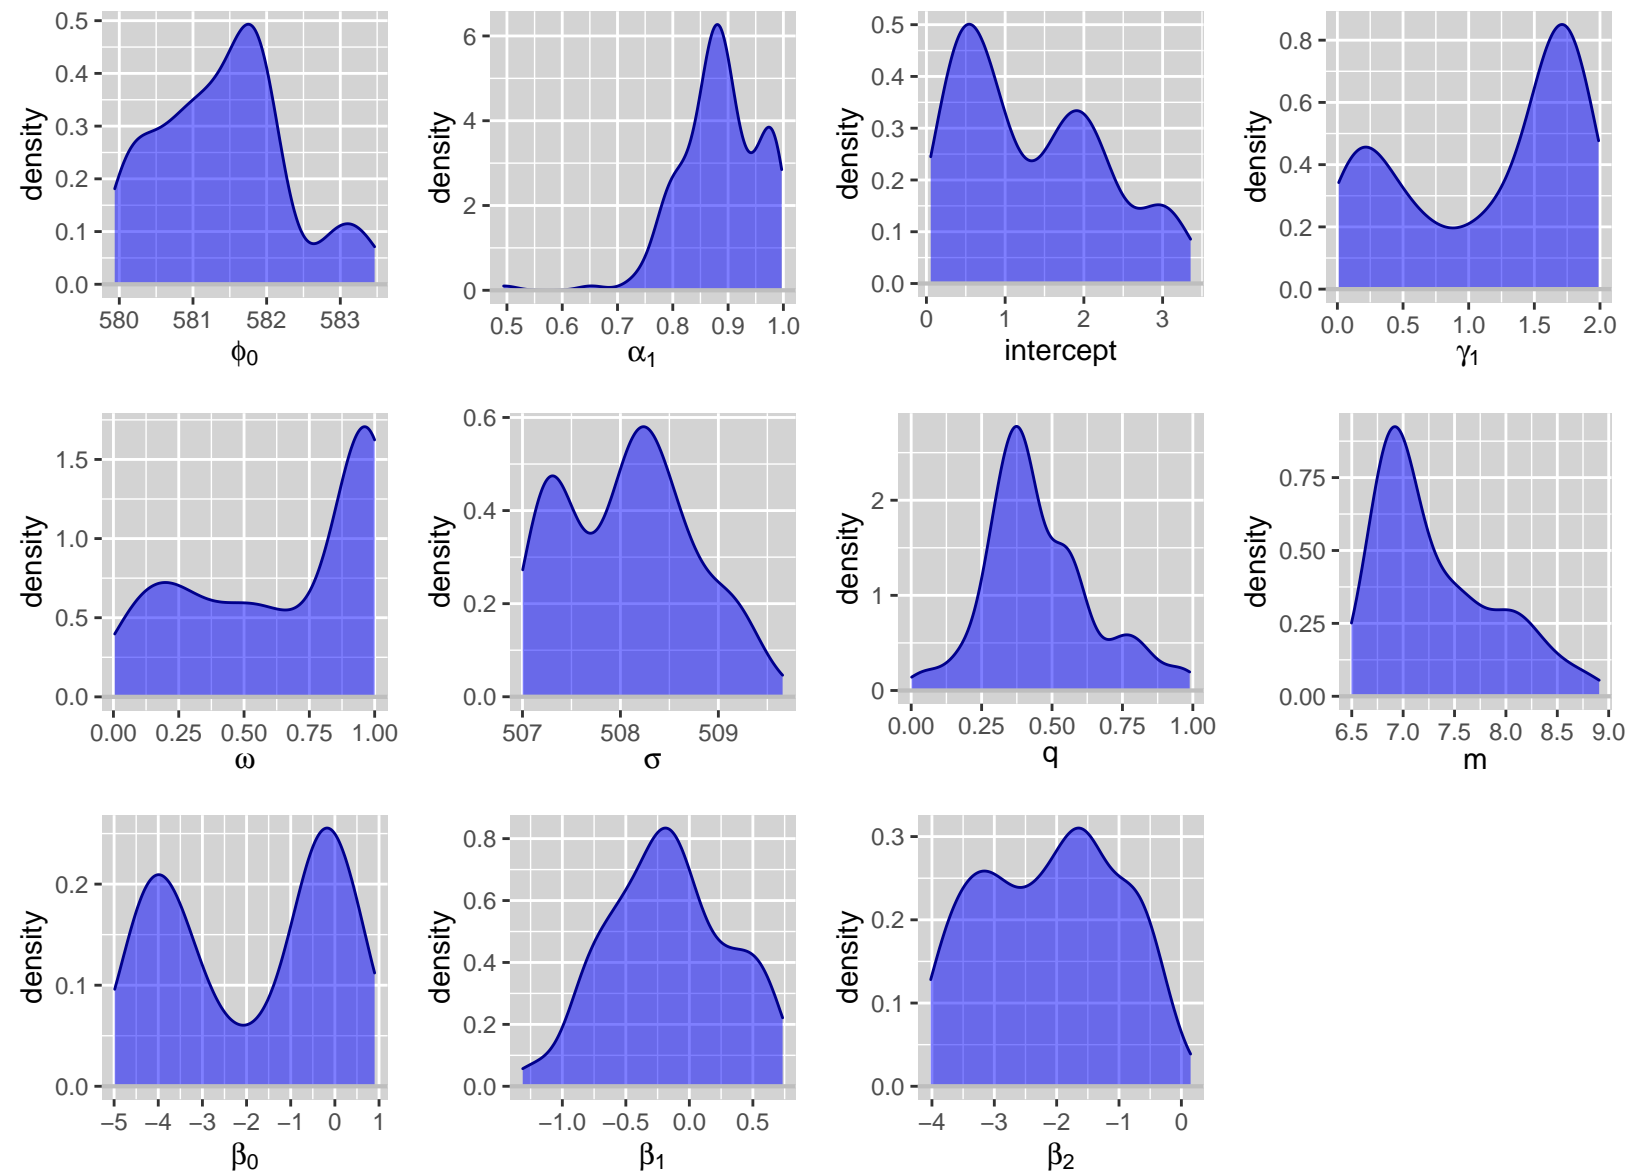 density
0.5
0.4
0.3
0.2
0.1
0.0
580 581 582 583
ϕ0
density
6
4
2
0
0.5 0.6 0.7 0.8 0.9 1.0
α1
density
0.5
0.4
0.3
0.2
0.1
0.0
0 1 2 3
intercept
density
0.8
0.6
0.4
0.2
0.0
0.0 0.5 1.0 1.5 2.0
γ1
density
1.5
1.0
0.5
0.0
0.00 0.25 0.50 0.75 1.00
ω
density
0.6
0.4
0.2
0.0
507 508 509
σ
density
2
1
0
0.00 0.25 0.50 0.75 1.00
q
density
0.75
0.50
0.25
0.00
6.5 7.0 7.5 8.0 8.5 9.0
m
density
0.2
0.1
0.0
−5 −4 −3 −2 −1 0 1
β0
density
0.8
0.6
0.4
0.2
0.0
−1.0 −0.5 0.0 0.5
β1
density
0.3
0.2
0.1
0.0
−4 −3 −2 −1 0
β2